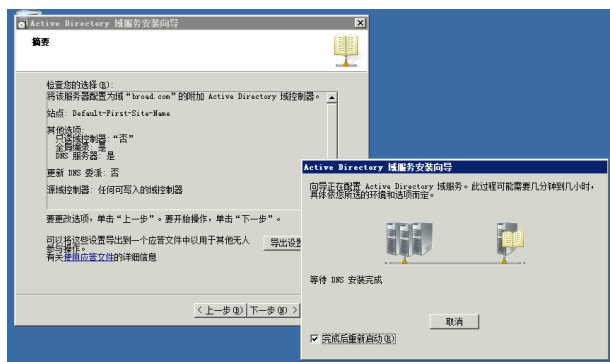 Active Directory 域服务安装向导
摘要
检查您的选择(R):
将该服务器配置为域“broad.com”的附加 Active Directory 域控制器。
站点: Default-First-Site-Name
其他选项:
只读域控制器: “否”
全局编录: 是
DNS 服务器: 是
更新 DNS 委派: 否
源域控制器: 任何可写入的域控制器
要更改选项，单击“上一步”。要开始操作，单击“下一步”。
可以将这些设置导出到一个应答文件中以用于其他无人
参与操作。
有关使用应答文件的详细信息
导出设置
< 上一步(B)
下一步(N) >
Active Directory 域服务安装向导
向导正在配置 Active Directory 域服务。此过程可能需要几分钟到几小时，
具体依您所选的环境和选项而定。
等待 DNS 安装完成
取消
完成后重新启动(R)